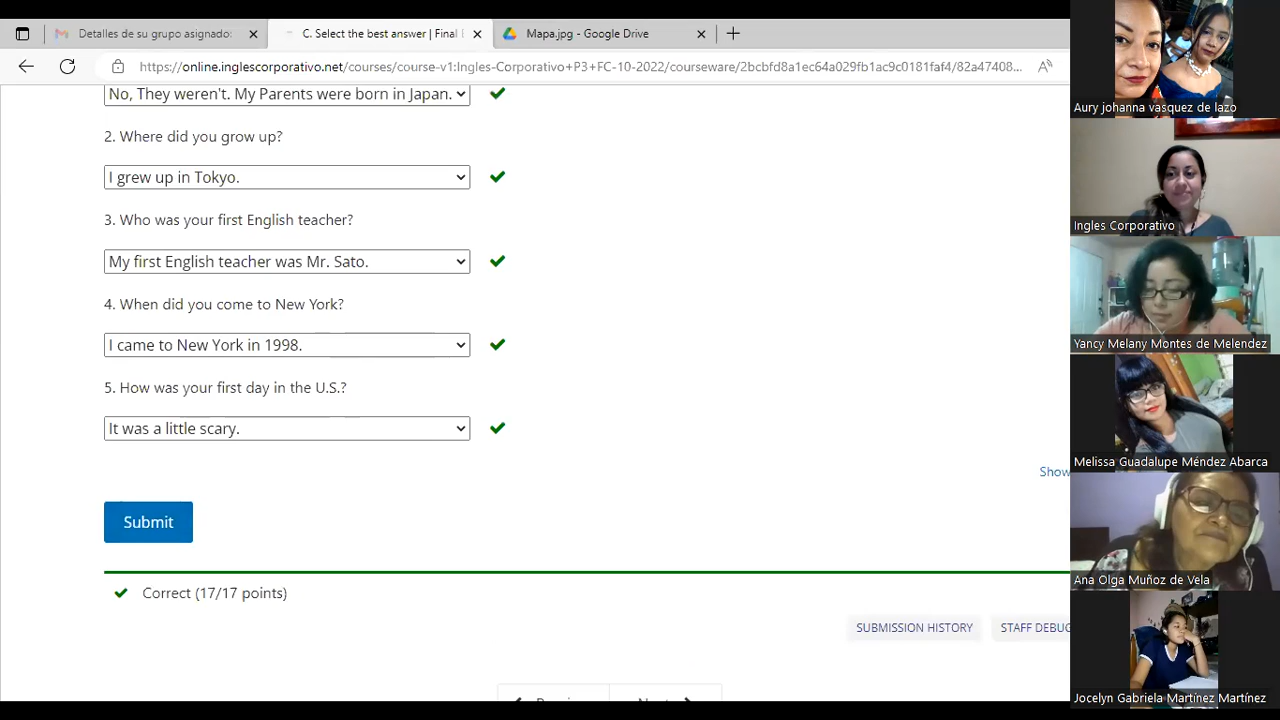 Detalles de su grupo asignado:
C. Select the best answer | Final E
Mapa.jpg - Google Drive
https://online.inglescorporativo.net/courses/course-v1:Ingles-Corporativo+P3+FC-10-2022/courseware/2bcbfd8a1ec64a029fb1ac9c0181faf4/82a47408...
No, They weren't. My Parents were born in Japan.
2. Where did you grow up?
I grew up in Tokyo.
3. Who was your first English teacher?
My first English teacher was Mr. Sato.
4. When did you come to New York?
I came to New York in 1998.
5. How was your first day in the U.S.?
It was a little scary.
Show
Submit
Correct (17/17 points)
SUBMISSION HISTORY
STAFF DEBUG
Aury johanna vasquez de lazo
Ingles Corporativo
Yancy Melany Montes de Melendez
Melissa Guadalupe Méndez Abarca
Ana Olga Muñoz de Vela
Jocelyn Gabriela Martínez Martínez